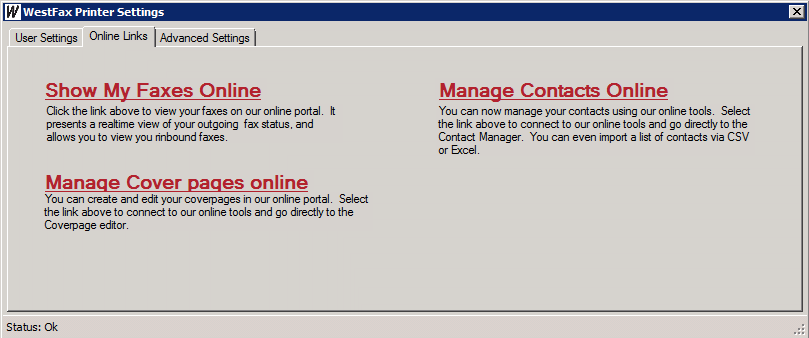 WestFax Printer Settings
User Settings
Online Links
Advanced Settings
Show My Faxes Online
Click the link above to view your faxes on our online portal. It
presents a realtime view of your outgoing fax status, and
allows you to view you rinbound faxes.
Manage Contacts Online
You can now manage your contacts using our online tools. Select
the link above to connect to our online tools and go directly to the
Contact Manager. You can even import a list of contacts via CSV
or Excel.
Manage Cover pages online
You can create and edit your coverpages in our online portal. Select
the link above to connect to our online tools and go directly to the
Coverpage editor.
Status: Ok